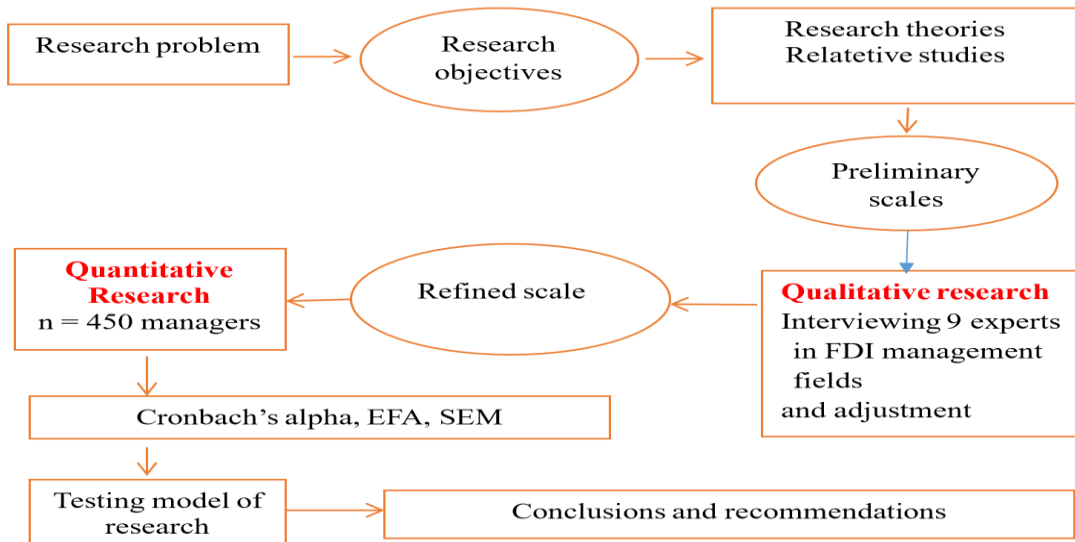 Research problem
Research
objectives
Research theories
Relatetive studies
Preliminary
scales
Qualitative research
Interviewing 9 experts
in FDI management
fields
and adjustment
Refined scale
Quantitative
Research
n = 450 managers
Cronbach’s alpha, EFA, SEM
Testing model of
research
Conclusions and recommendations